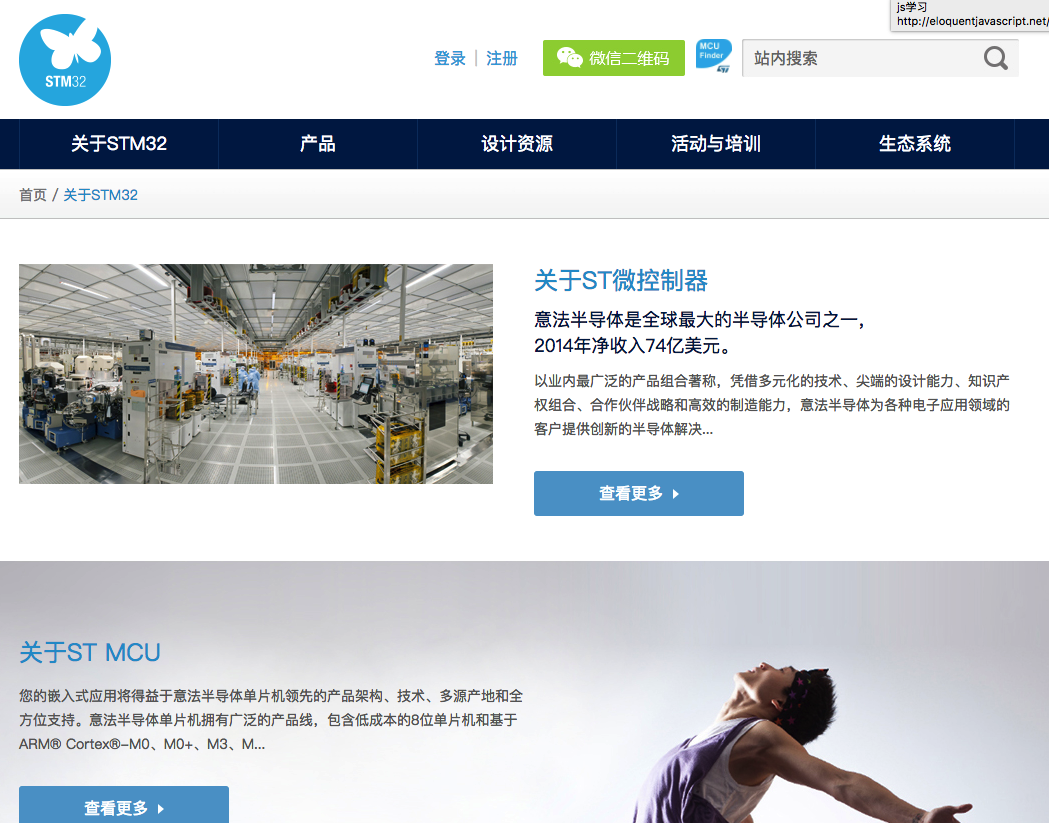 js学习
http://eloquentjavascript.net/
STM32
登录 | 注册
微信二维码
MCU
Finder
站内搜索
关于STM32
产品
设计资源
活动与培训
生态系统
首页 / 关于STM32
关于ST微控制器
意法半导体是全球最大的半导体公司之一，
2014年净收入74亿美元。
以业内最广泛的产品组合著称，凭借多元化的技术、尖端的设计能力、知识产
权组合、合作伙伴战略和高效的制造能力，意法半导体为各种电子应用领域的
客户提供创新的半导体解决...
查看更多
关于ST MCU
您的嵌入式应用将得益于意法半导体单片机领先的产品架构、技术、多源产地和全
方位支持。意法半导体单片机拥有广泛的产品线，包含低成本的8位单片机和基于
ARM® Cortex®-M0、M0+、M3、M...
查看更多